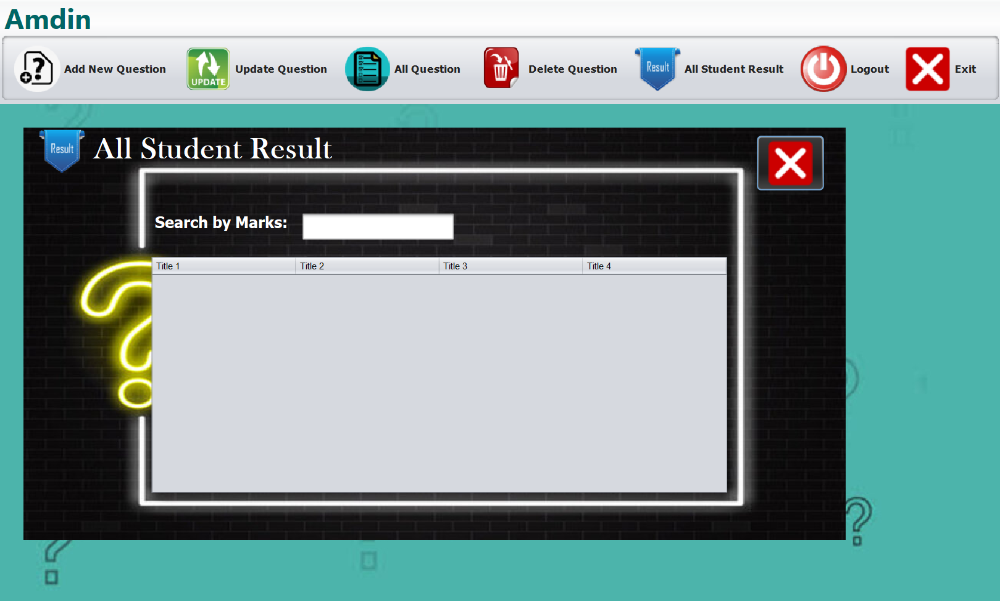 Amdin
Add New Question
UPDATE
Update Question
All Question
Delete Question
Result
All Student Result
Logout
Exit
Result
All Student Result
Search by Marks:
Title 1 Title 2 Title 3 Title 4